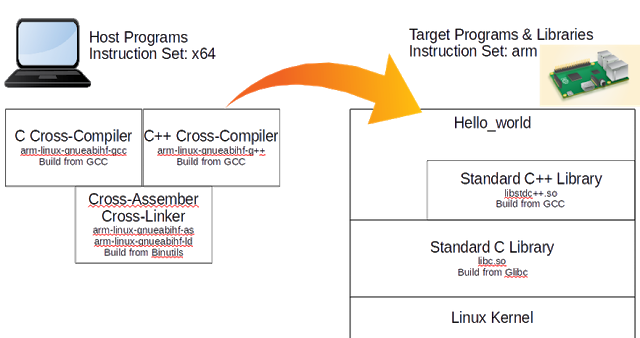 Host Programs
Instruction Set: x64
Target Programs & Libraries
Instruction Set: arm
C Cross-Compiler
arm-linux-gnueabihf-gcc
Build from GCC
C++ Cross-Compiler
arm-linux-gnueabihf-g++
Build from GCC
Cross-Assember
Cross-Linker
arm-linux-gnueabihf-as
arm-linux-gnueabihf-ld
Build from Binutils
Hello_world
Standard C++ Library
libstdc++.so
Build from GCC
Standard C Library
libc.so
Build from Glibc
Linux Kernel